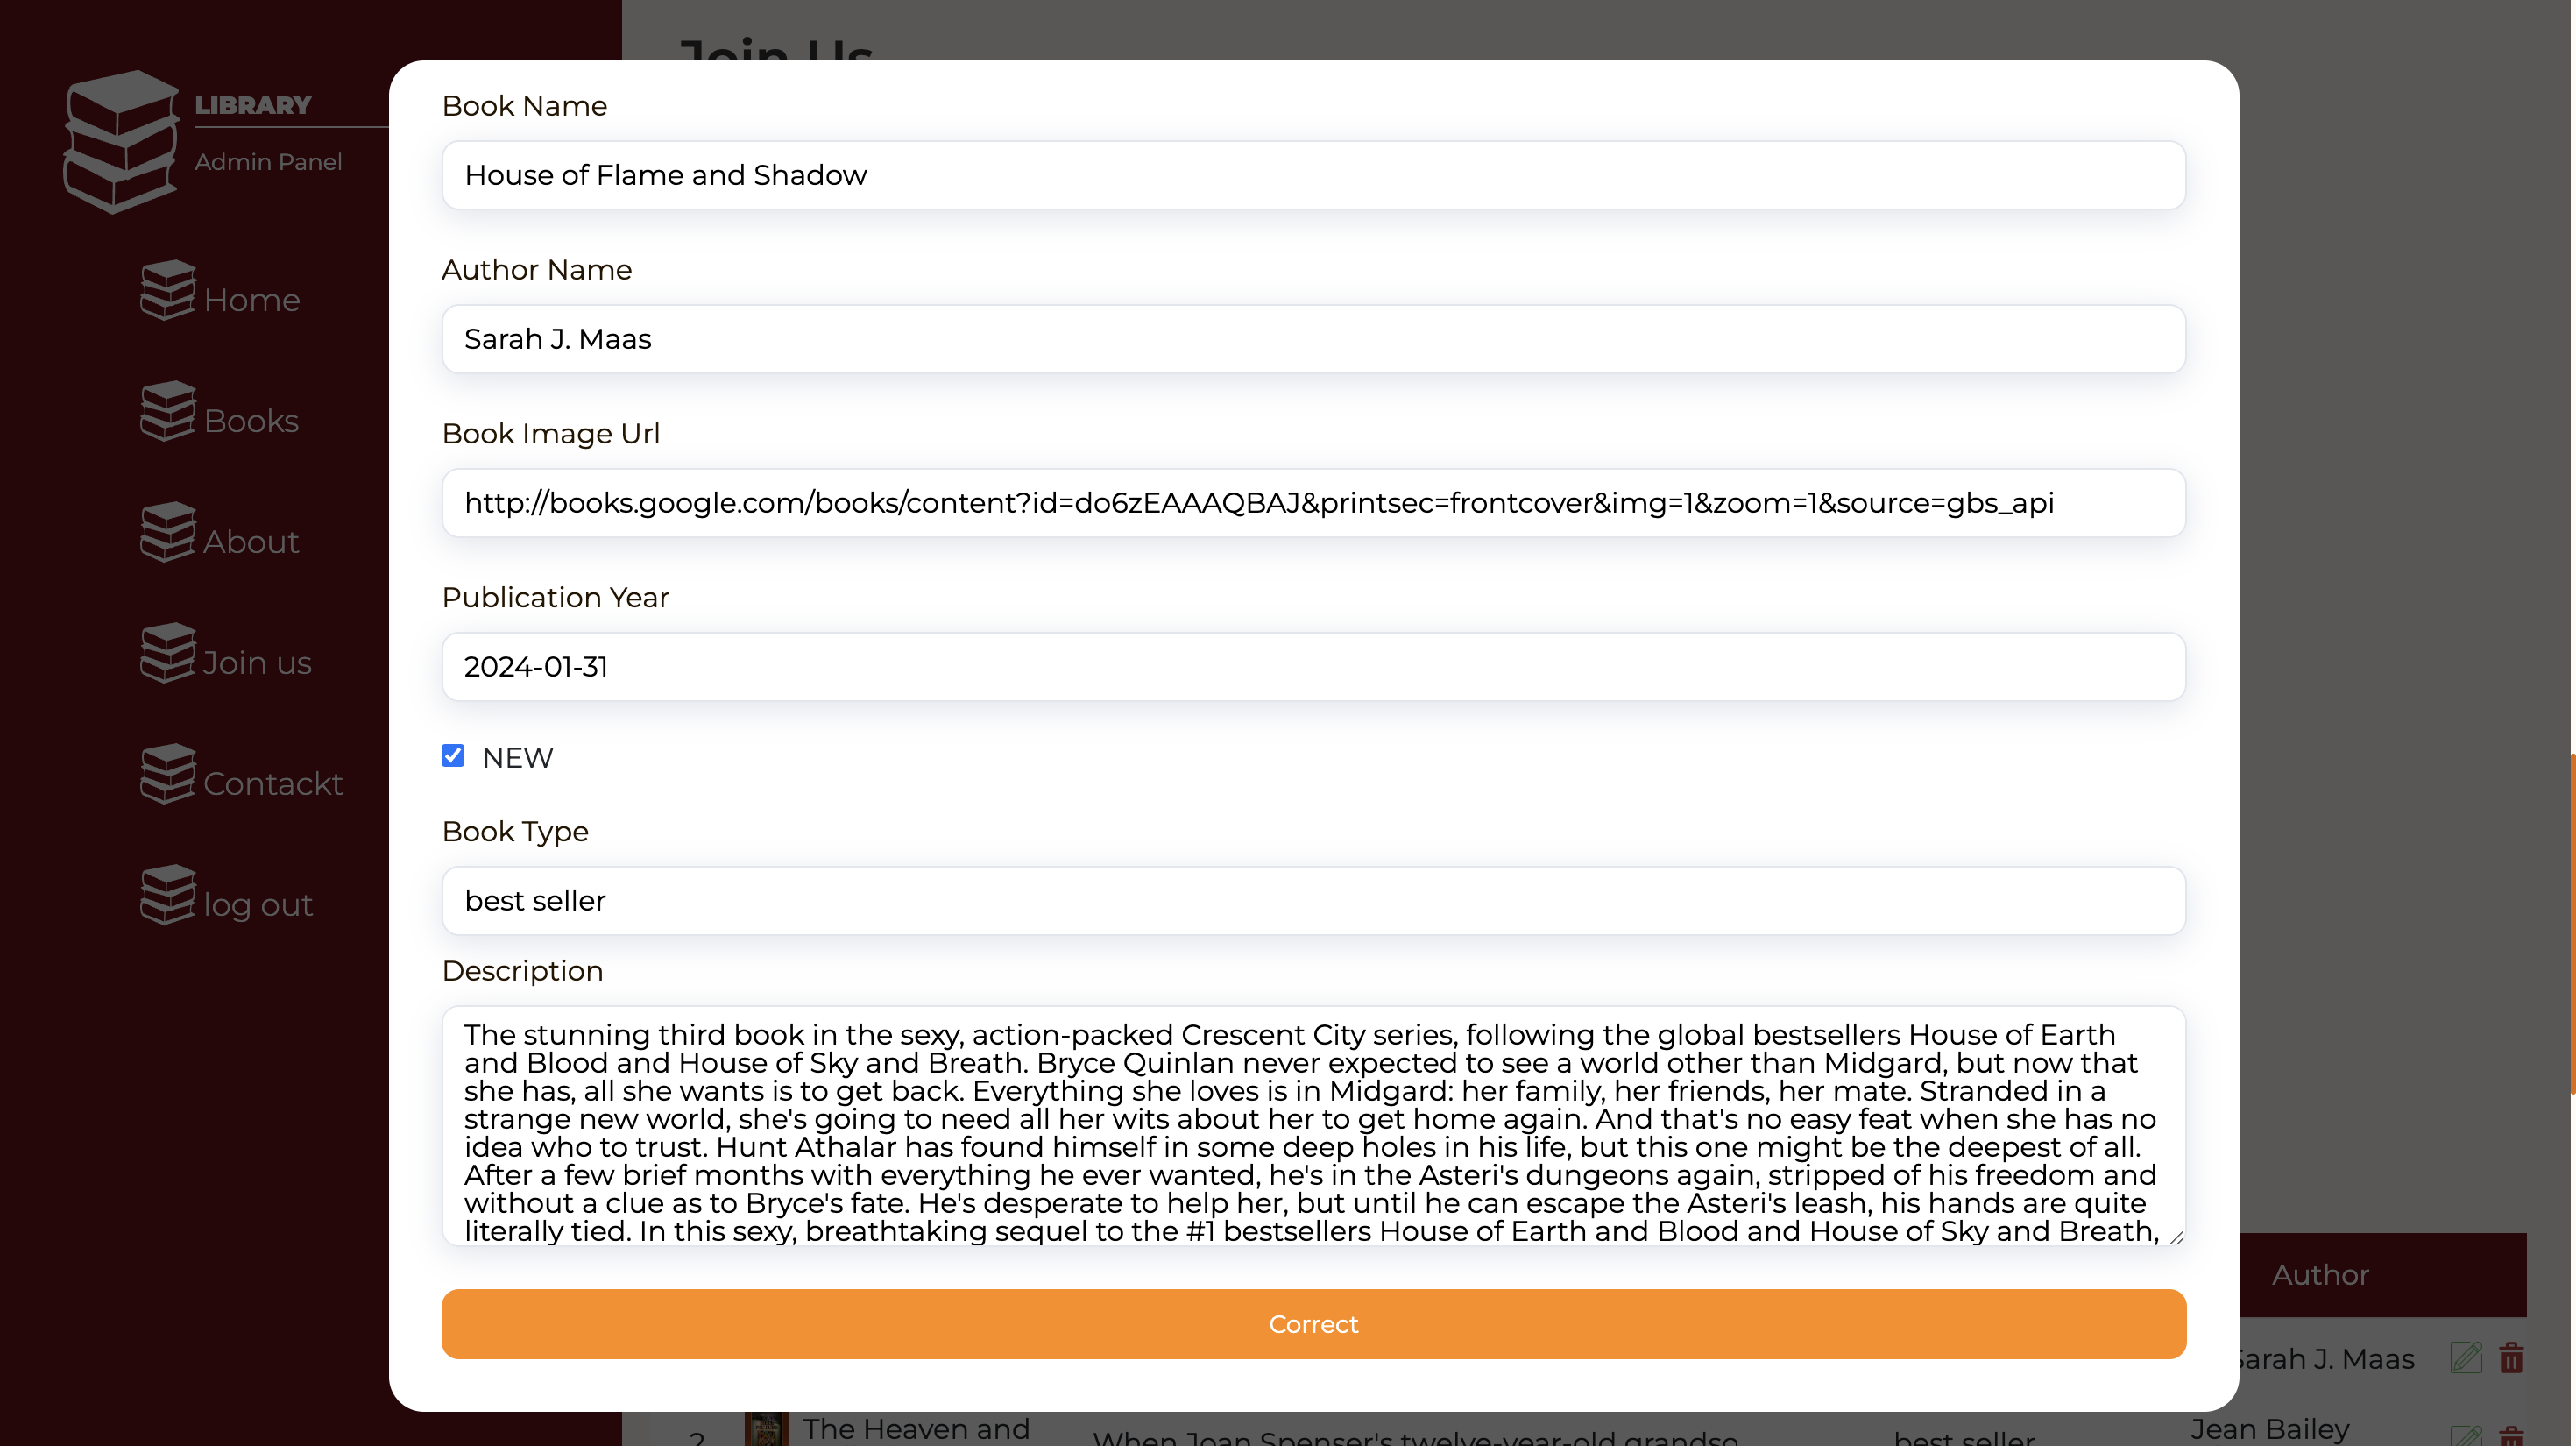 Join Us
LIBRARY
Admin Panel
Home
Books
About
Join us
Contackt
log out
Book Name
House of Flame and Shadow
Author Name
Sarah J. Maas
Book Image Url
http://books.google.com/books/content?id=do6zEAAAQBAJ&printsec=frontcover&img=1&zoom=1&source=gbs_api
Publication Year
2024-01-31
NEW
Book Type
best seller
Description
The stunning third book in the sexy, action-packed Crescent City series, following the global bestsellers House of Earth
and Blood and House of Sky and Breath. Bryce Quinlan never expected to see a world other than Midgard, but now that
she has, all she wants is to get back. Everything she loves is in Midgard: her family, her friends, her mate. Stranded in a
strange new world, she's going to need all her wits about her to get home again. And that's no easy feat when she has no
idea who to trust. Hunt Athalar has found himself in some deep holes in his life, but this one might be the deepest of all.
After a few brief months with everything he ever wanted, he's in the Asteri's dungeons again, stripped of his freedom and
without a clue as to Bryce's fate. He's desperate to help her, but until he can escape the Asteri's leash, his hands are quite
literally tied. In this sexy, breathtaking sequel to the #1 bestsellers House of Earth and Blood and House of Sky and Breath,
Correct
Author
Sarah J. Maas
2
The Heaven and
When Joan Spenser's twelve-year-old grandso
best seller
Jean Bailey